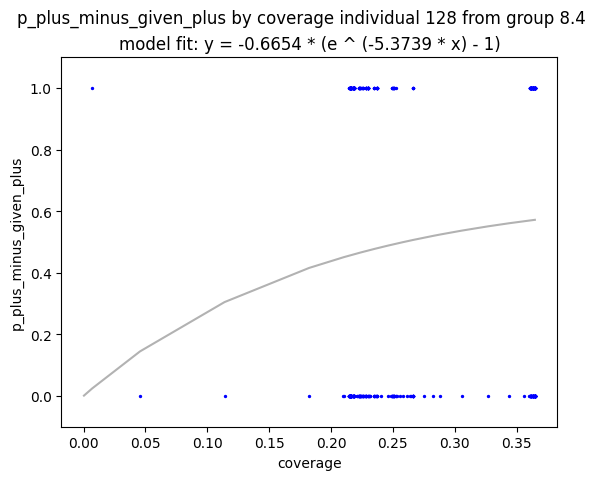 p_plus_minus_given_plus by coverage individual 128 from group 8.4
model fit: y = -0.6654 * (e ^ (-5.3739 * x) - 1)
p_plus_minus_given_plus
1.0
0.8
0.6
0.4
0.2
0.0
0.00 0.05 0.10 0.15 0.20 0.25 0.30 0.35
coverage